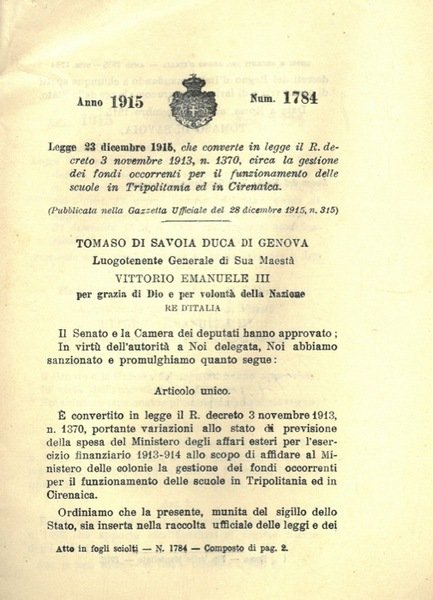 Anno 1915 Num. 1784
Legge 23 dicembre 1915, che converte in legge il R. de-
creto 3 novembre 1913, n. 1370, circa la gestione
dei fondi occorrenti per il funzionamento delle
scuole in Tripolitania ed in Cirenaica.
(Pubblicata nella Gazzetta Ufficiale del 28 dicembre 1915, n. 315)
TOMASO DI SAVOIA DUCA DI GENOVA
Luogotenente Generale di Sua Maestà
VITTORIO EMANUELE III
per grazia di Dio e per volontà della Nazione
RE D'ITALIA
Il Senato e la Camera dei deputati hanno approvato ;
In virtù dell'autorità a Noi delegata, Noi abbiamo
sanzionato e promulghiamo quanto segue :
Articolo unico.
È convertito in legge il R. decreto 3 novembre 1913,
n. 1370, portante variazioni allo stato di previsione
della spesa del Ministero degli affari esteri per l'eser-
cizio finanziario 1913-914 allo scopo di affidare al Mi-
nistero delle colonie la gestione dei fondi occorrenti
per il funzionamento delle scuole in Tripolitania ed in
Cirenaica.
Ordiniamo che la presente, munita del sigillo dello
Stato, sia inserta nella raccolta ufficiale delle leggi e dei
Atto in fogli sciolti — N. 1784 — Composto di pag. 2.